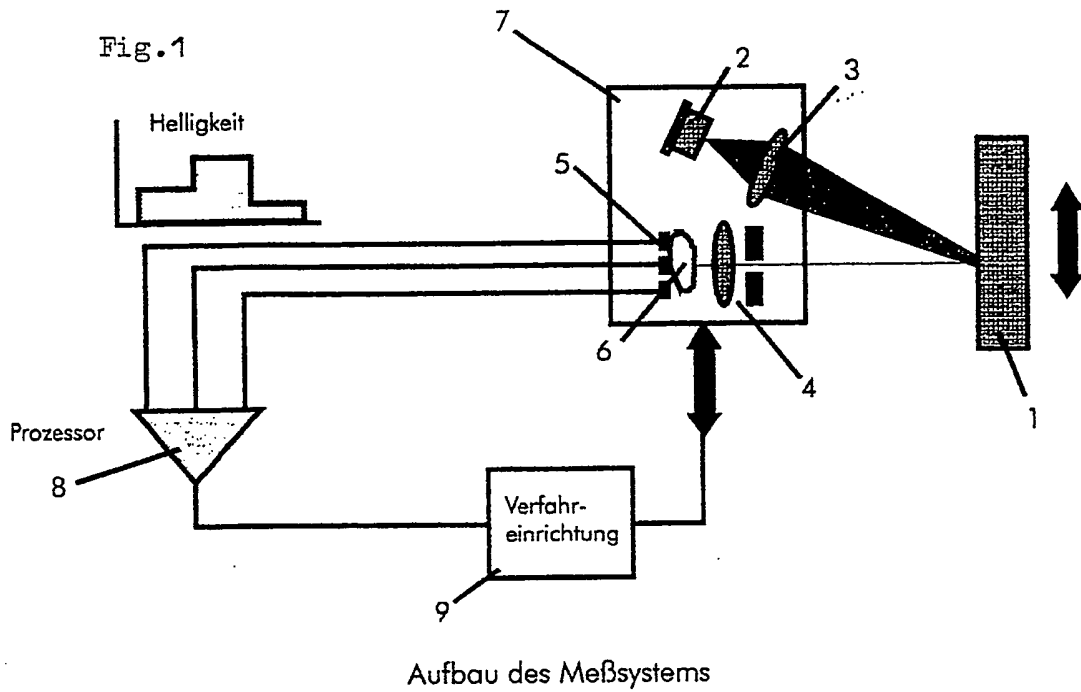 Fig.1
7
2
3
Helligkeit
5
6
4
1
Prozessor
8
Verfahr-
einrichtung
9
Aufbau des Meßsystems